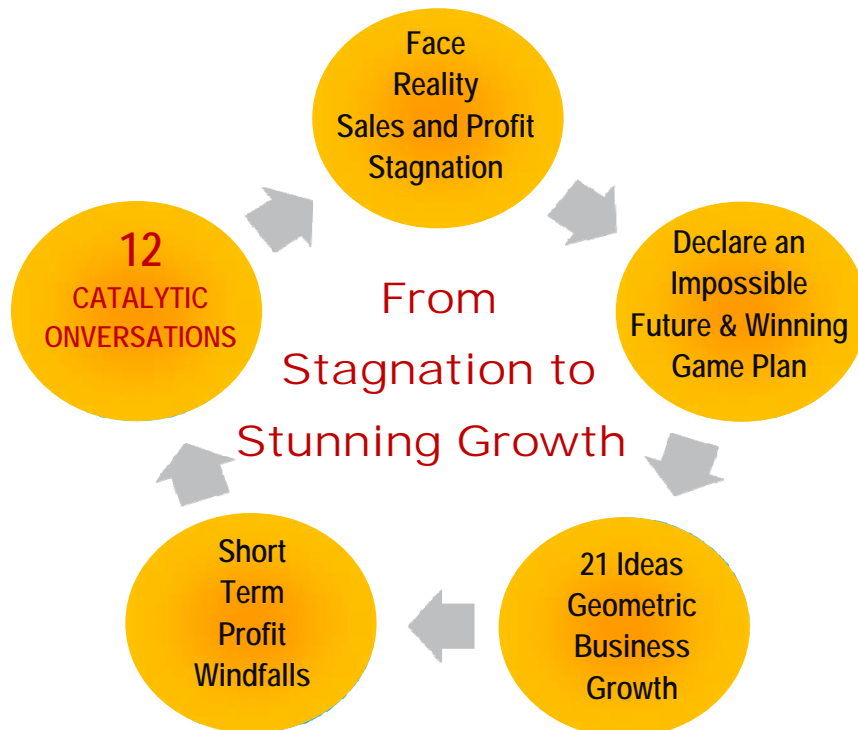 Face
Reality
Sales and Profit
Stagnation
Declare an
Impossible
Future & Winning
Game Plan
21 Ideas
Geometric
Business
Growth
Short
Term
Profit
Windfalls
12
CATALYTIC
ONVERSATIONS
From
Stagnation to
Stunning Growth